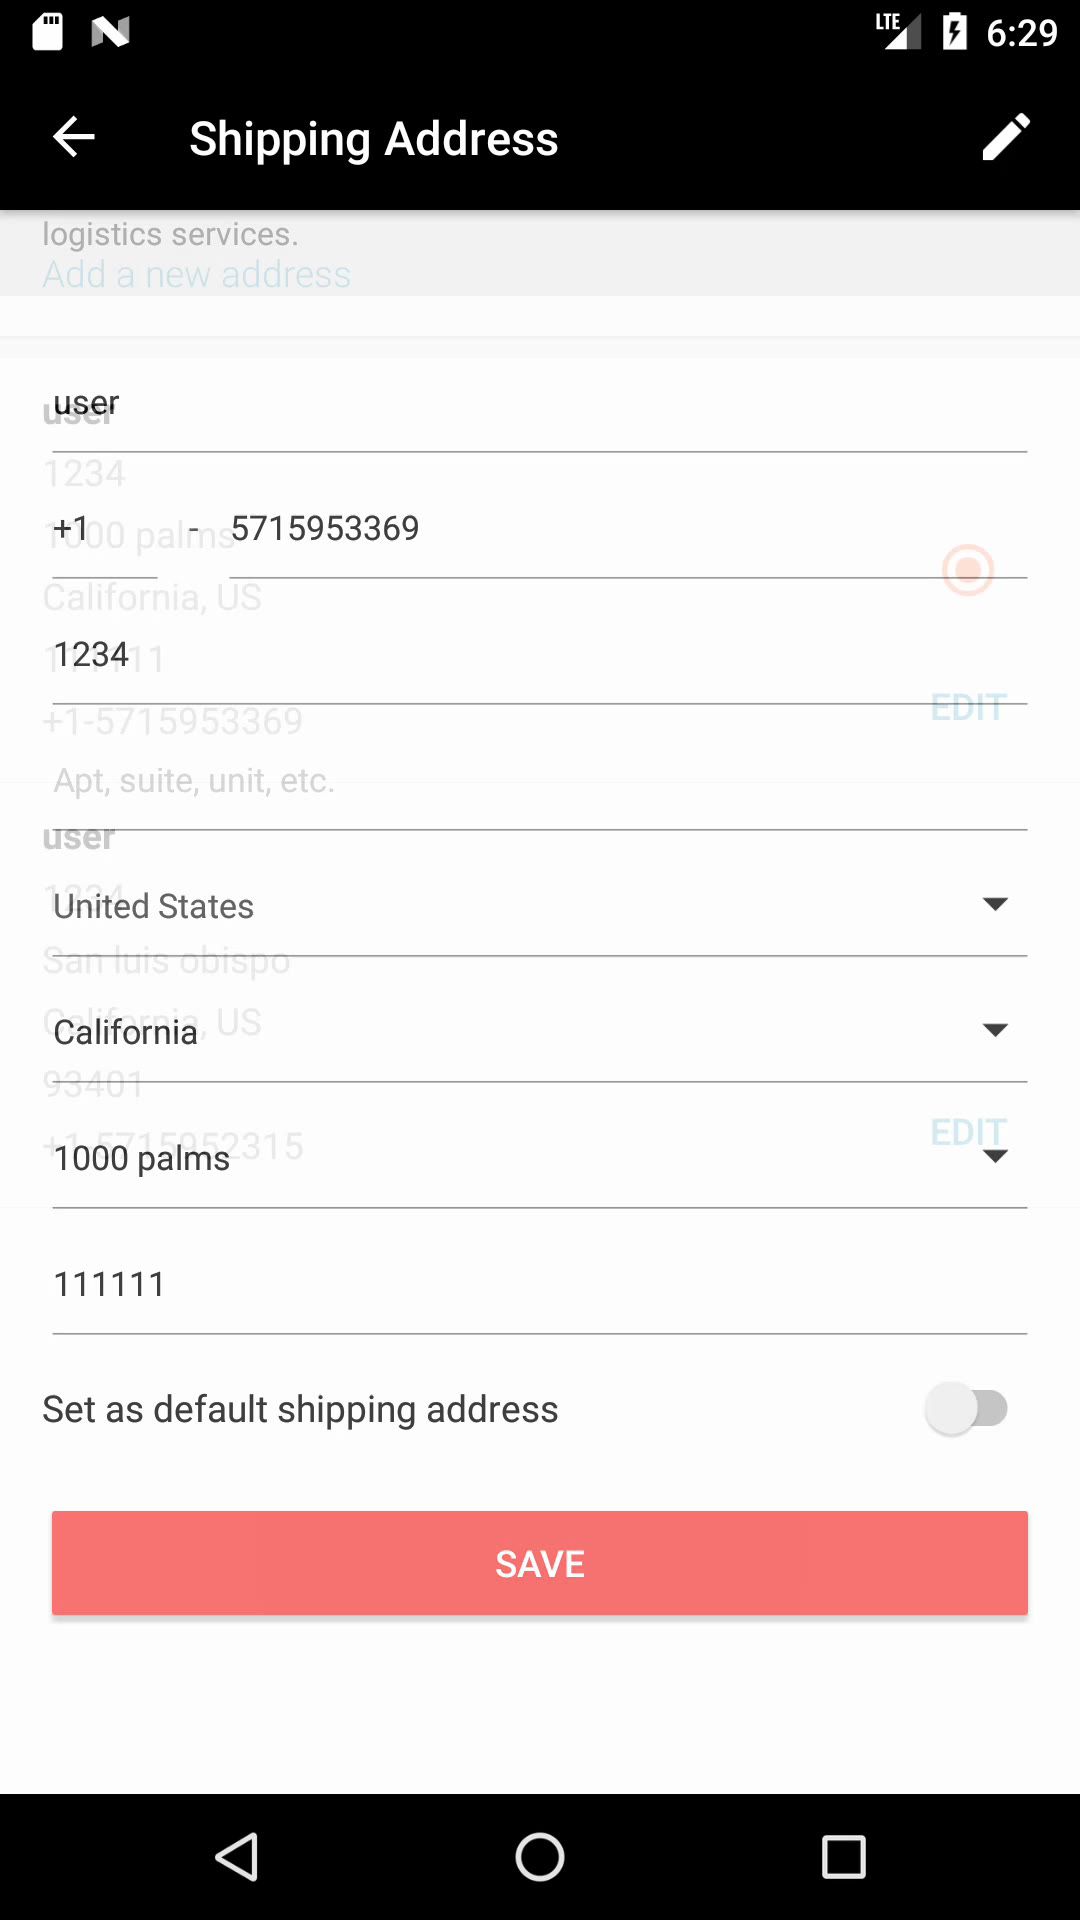 LTE 6:29
Shipping Address
logistics services.
Add a new address
user
user
1234
+1 - 5715953369
1000 palms
California, US
1234
111111
EDIT
+1-5715953369
Apt, suite, unit, etc.
user
1234
United States
San luis obispo
California, US
California
93401
+1-5715952315
EDIT
1000 palms
111111
Set as default shipping address
SAVE